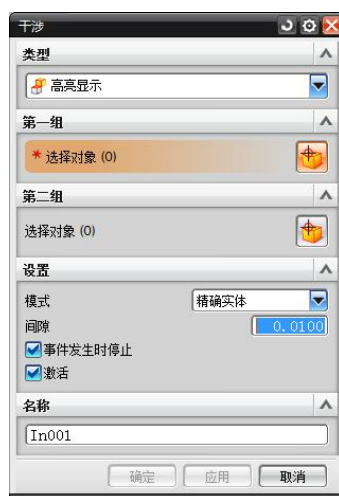 干涉
类型
高亮显示
第一组
* 选择对象 (0)
第二组
选择对象 (0)
设置
模式 精确实体
间隙 0.0100
事件发生时停止
激活
名称
In001
确定 应用 取消